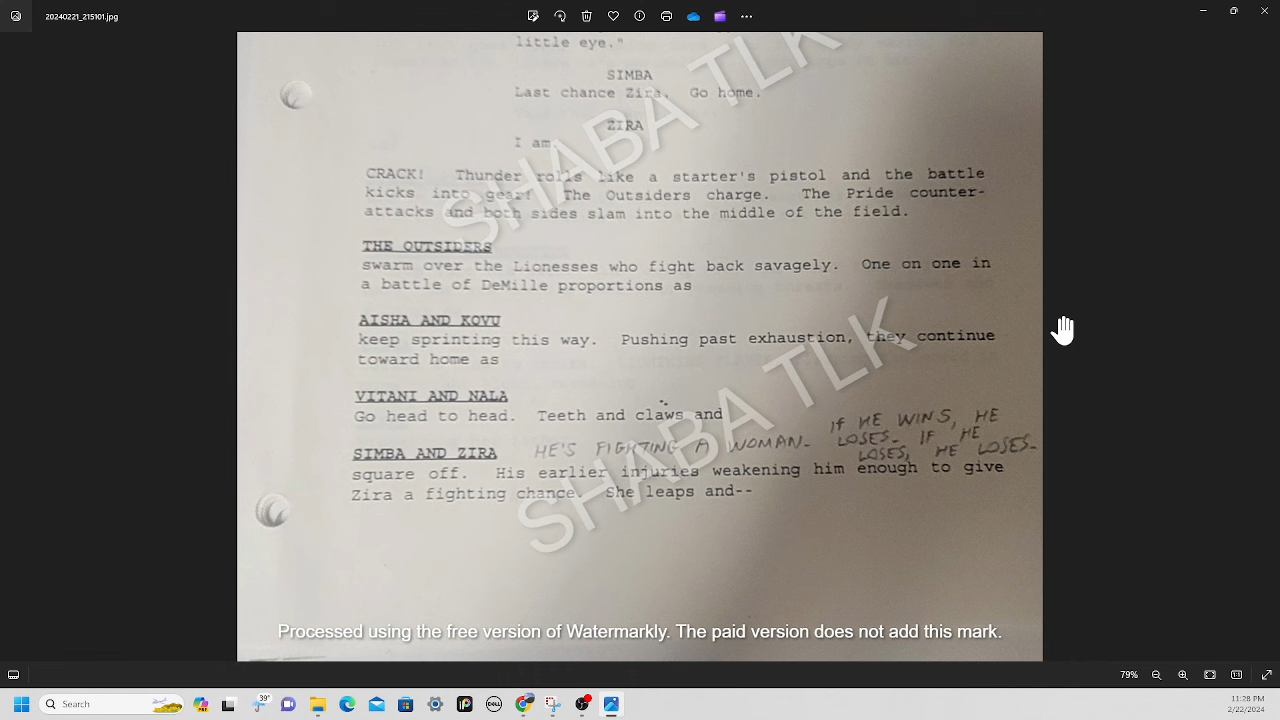 20240221_215101.jpg
little eye."
SIMBA
Last chance Zira. Go home.
ZIRA
I am.
CRACK! Thunder rolls like a starter's pistol and the battle
kicks into gear! The Outsiders charge. The Pride counter-
attacks and both sides slam into the middle of the field.
THE OUTSIDERS
swarm over the Lionesses who fight back savagely. One on one in
a battle of DeMille proportions as
AISHA AND KOVU
keep sprinting this way. Pushing past exhaustion, they continue
toward home as
VITANI AND NALA
Go head to head. Teeth and claws and
SIMBA AND ZIRA
HE'S FIGHTING A WOMAN-
If HE WINS, HE
LOSES- IF HE
LOSES, HE LOSES-
square off. His earlier injuries weakening him enough to give
Zira a fighting chance. She leaps and--
SHABA TLK
SHABA TLK
Processed using the free version of Watermarkly. The paid version does not add this mark.
79%
Search
39°
DELL
11:28 PM
2/22/2024